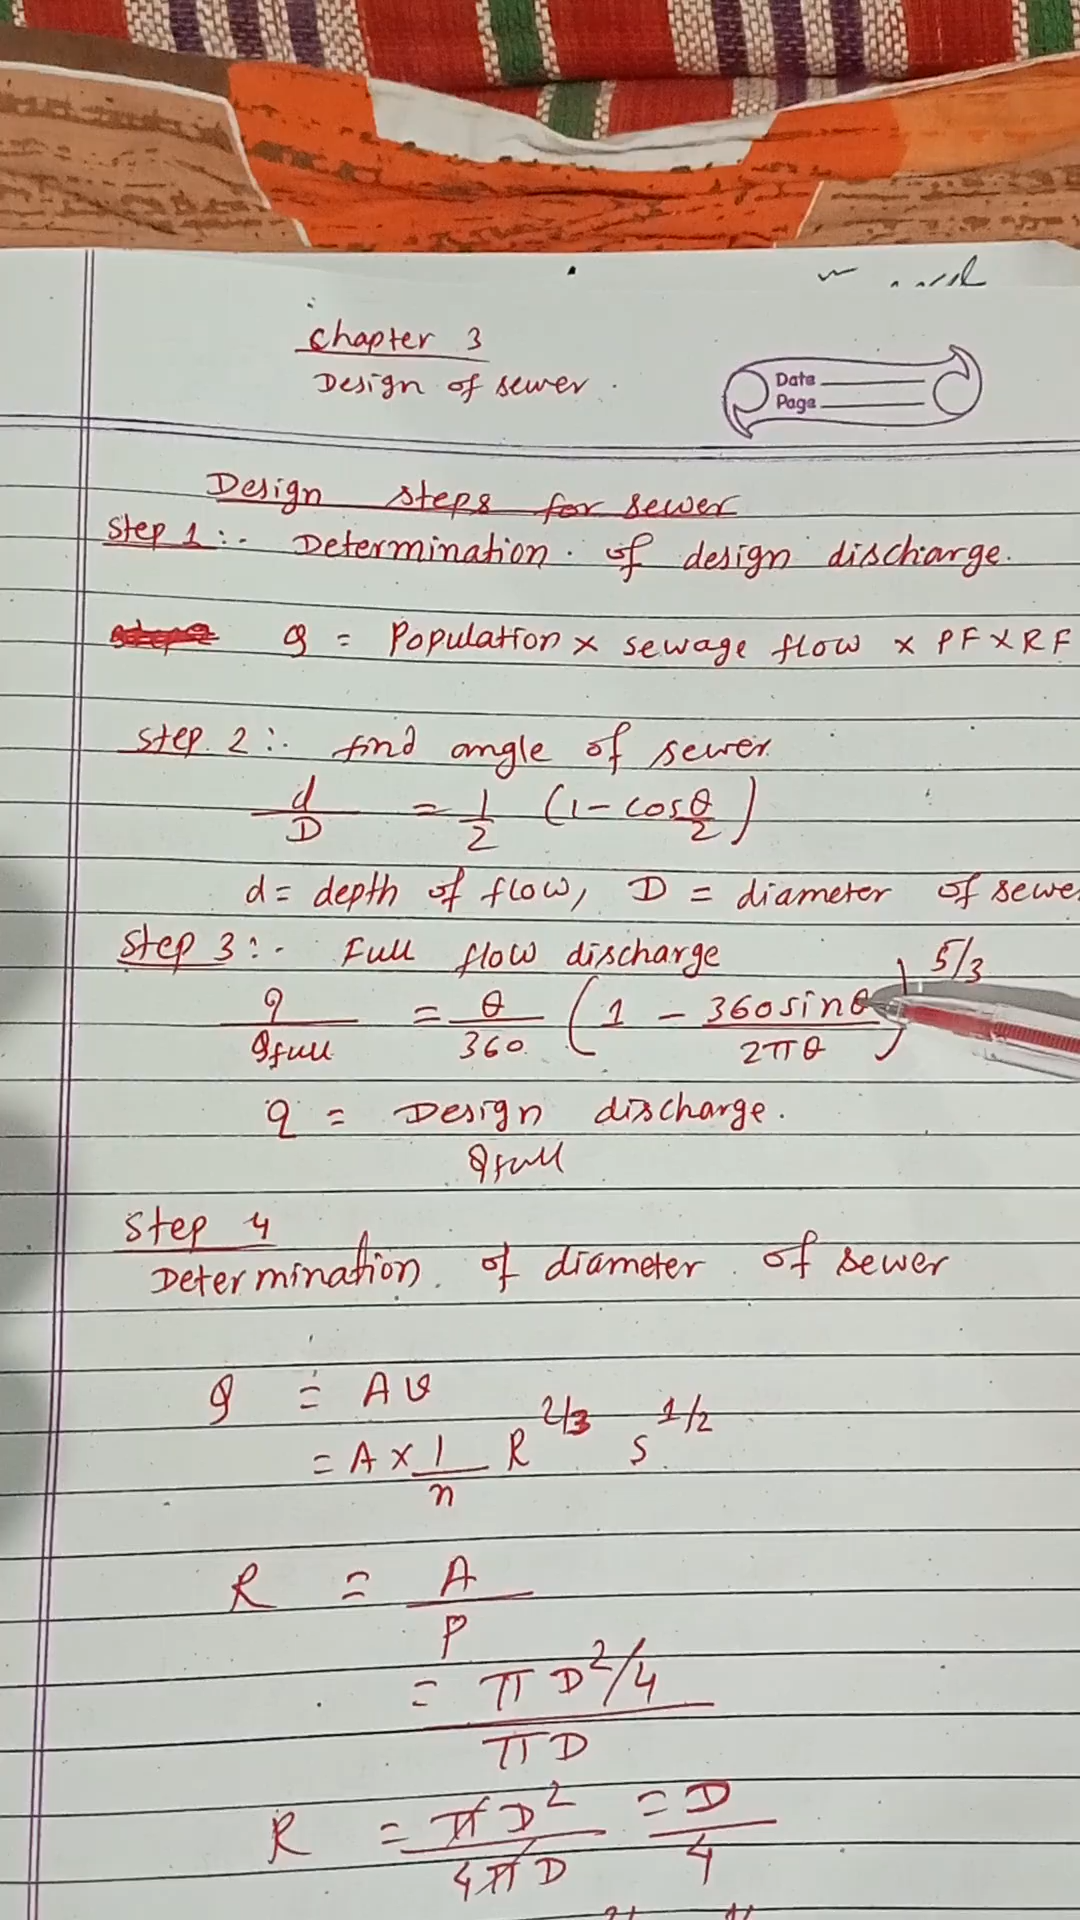 Chapter 3
Design of sewer.
Date
Page
Design steps for sewer
Step 1:- Determination of design discharge.
Q = Population × sewage flow × PF × RF
Step 2:- find angle of sewer.
d/D = 1/2 (1 - cos θ/2)
d = depth of flow, D = diameter of sewe
Step 3:- Full flow discharge
q/Qfull = θ/360 (1 - 360 sin θ/2πθ)^5/3
q = Design discharge.
Qfull
Step 4
Determination of diameter of sewer
Q = AV
= A × 1/n R^2/3 S^1/2
R = A/P
= πD²/4 / πD
R = πD²/4πD = D/4